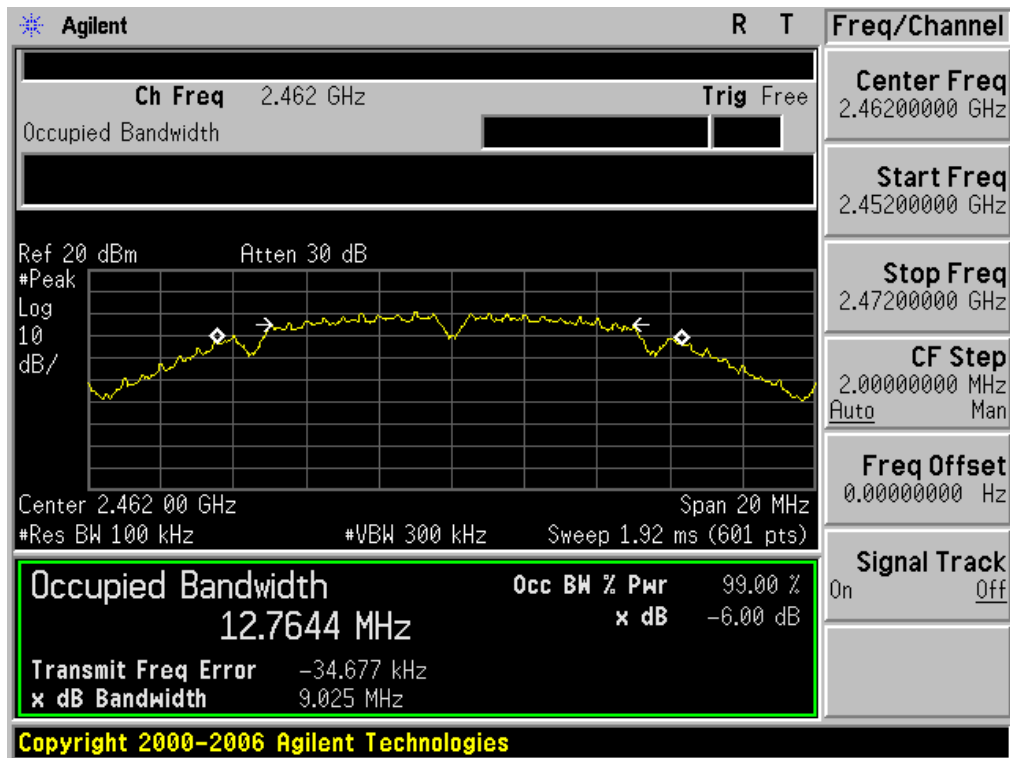 Agilent R T
Freq/Channel
Ch Freq 2.462 GHz Trig Free
Occupied Bandwidth
Center Freq
2.46200000 GHz
Start Freq
2.45200000 GHz
Stop Freq
2.47200000 GHz
CF Step
2.00000000 MHz
Auto Man
Freq Offset
0.00000000 Hz
Signal Track
On Off
Ref 20 dBm Atten 30 dB
#Peak
Log
10
dB/
Center 2.462 00 GHz Span 20 MHz
#Res BW 100 kHz #VBW 300 kHz Sweep 1.92 ms (601 pts)
Occupied Bandwidth Occ BW % Pwr 99.00 %
12.7644 MHz x dB -6.00 dB
Transmit Freq Error -34.677 kHz
x dB Bandwidth 9.025 MHz
Copyright 2000-2006 Agilent Technologies